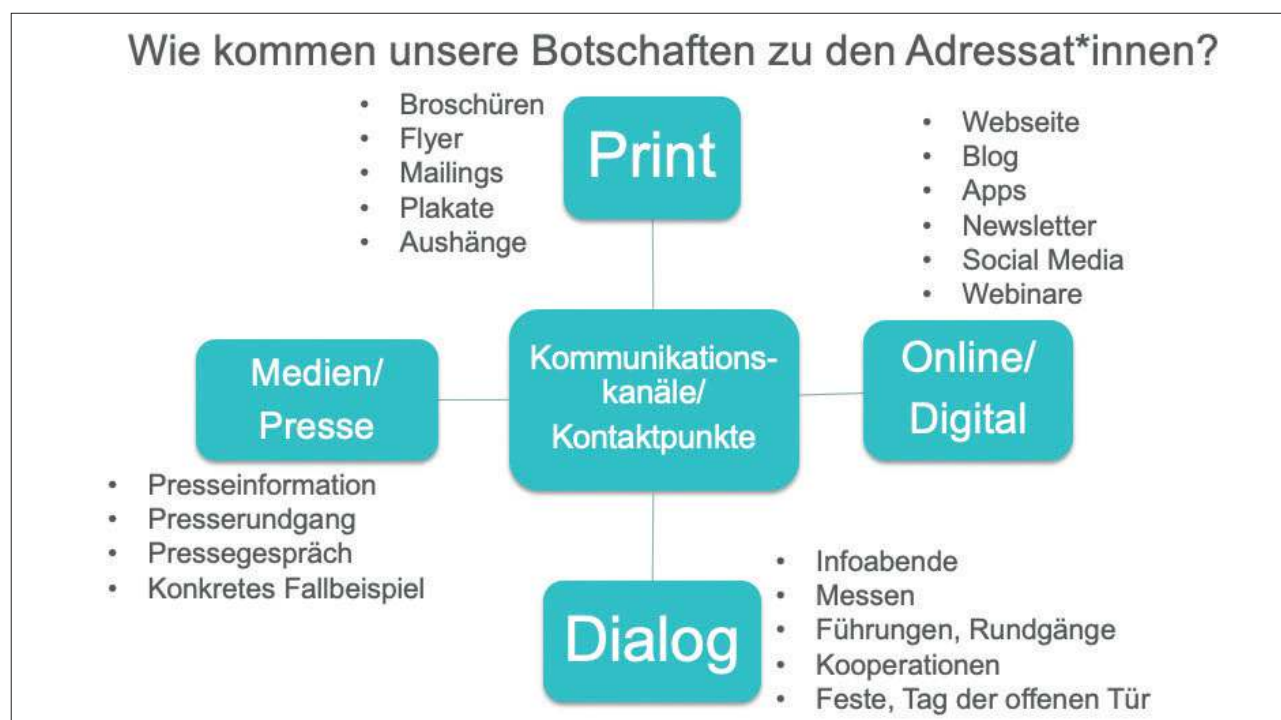 Wie kommen unsere Botschaften zu den Adressat*innen?
• Broschüren
• Flyer
• Mailings
• Plakate
• Aushänge
Print
• Webseite
• Blog
• Apps
• Newsletter
• Social Media
• Webinare
Medien/
Presse
Kommunikations-
kanäle/
Kontaktpunkte
Online/
Digital
• Presseinformation
• Presserundgang
• Pressegespräch
• Konkretes Fallbeispiel
Dialog
• Infoabende
• Messen
• Führungen, Rundgänge
• Kooperationen
• Feste, Tag der offenen Tür